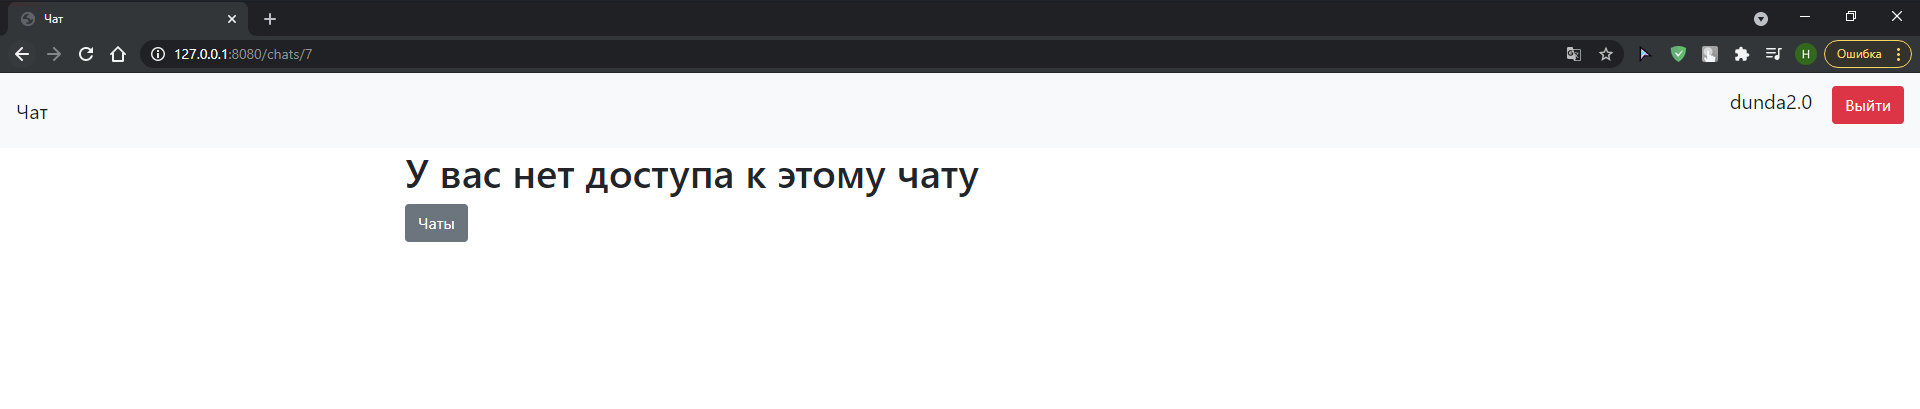 Чат
127.0.0.1:8080/chats/7
H
Ошибка
Чат
dunda2.0
Выйти
У вас нет доступа к этому чату
Чаты